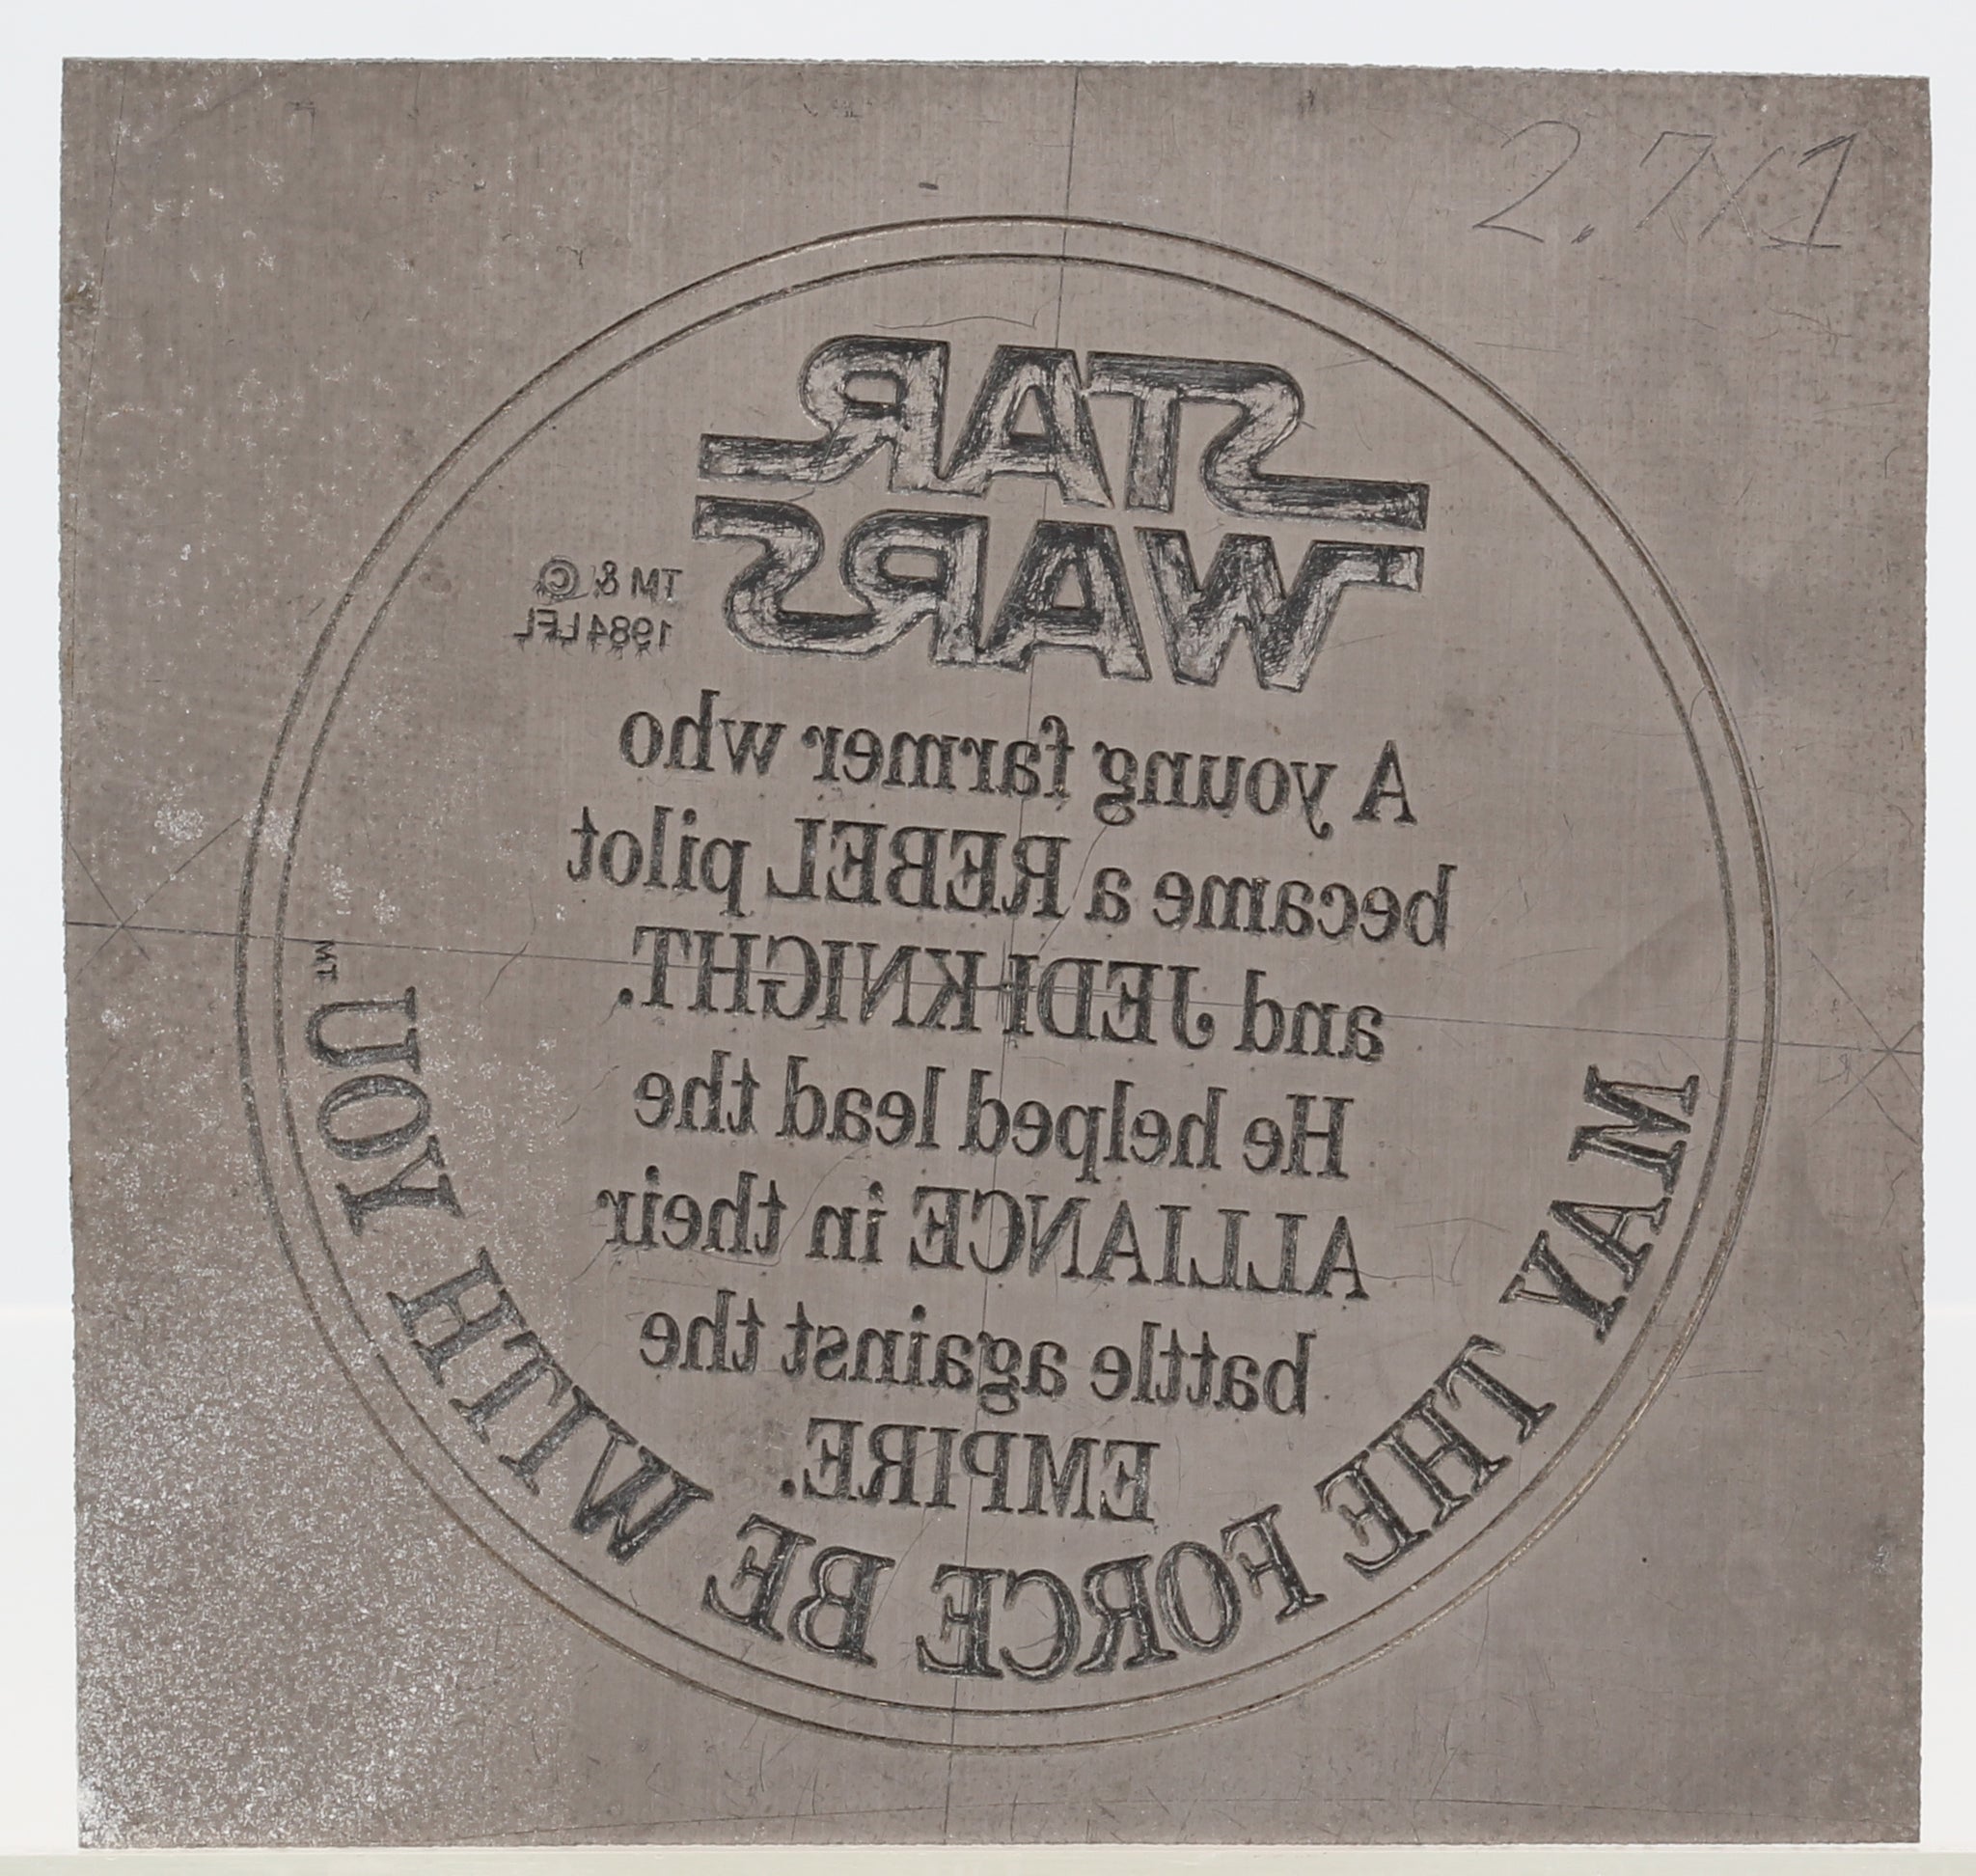 2.7X1
STAR
WARS
TM & ©
1984 LFL
A young farmer who
became a REBEL pilot
and JEDI KNIGHT.
He helped lead the
ALLIANCE in their
battle against the
EMPIRE.
MAY THE FORCE BE WITH YOU TM.